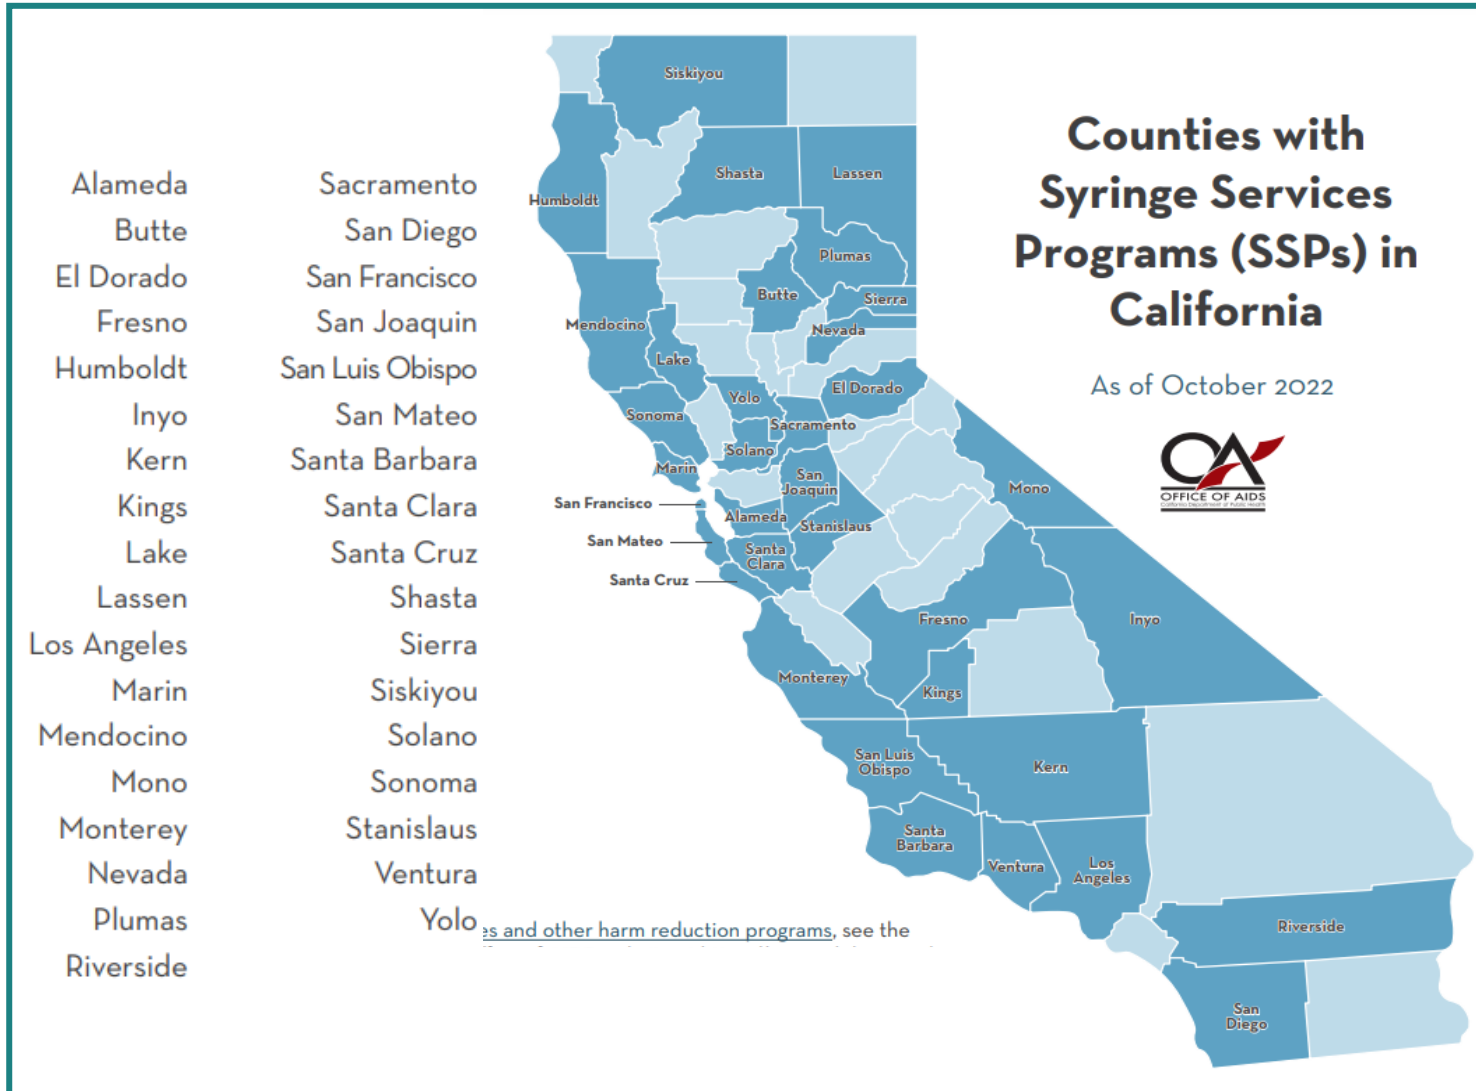 Counties with
Syringe Services
Programs (SSPs) in
California
As of October 2022
OA
OFFICE OF AIDS
California Department of Public Health
Alameda
Butte
El Dorado
Fresno
Humboldt
Inyo
Kern
Kings
Lake
Lassen
Los Angeles
Marin
Mendocino
Mono
Monterey
Nevada
Plumas
Riverside
Sacramento
San Diego
San Francisco
San Joaquin
San Luis Obispo
San Mateo
Santa Barbara
Santa Clara
Santa Cruz
Shasta
Sierra
Siskiyou
Solano
Sonoma
Stanislaus
Ventura
Yolo
Siskiyou
Shasta
Lassen
Humboldt
Plumas
Butte
Sierra
Mendocino
Nevada
Lake
El Dorado
Yolo
Sonoma
Sacramento
Solano
Marin
San
Joaquin
Mono
San Francisco
Alameda
Stanislaus
San Mateo
Santa
Clara
Santa Cruz
Fresno
Inyo
Monterey
Kings
San Luis
Obispo
Kern
Santa
Barbara
Ventura
Los
Angeles
Riverside
San
Diego
es and other harm reduction programs, see the